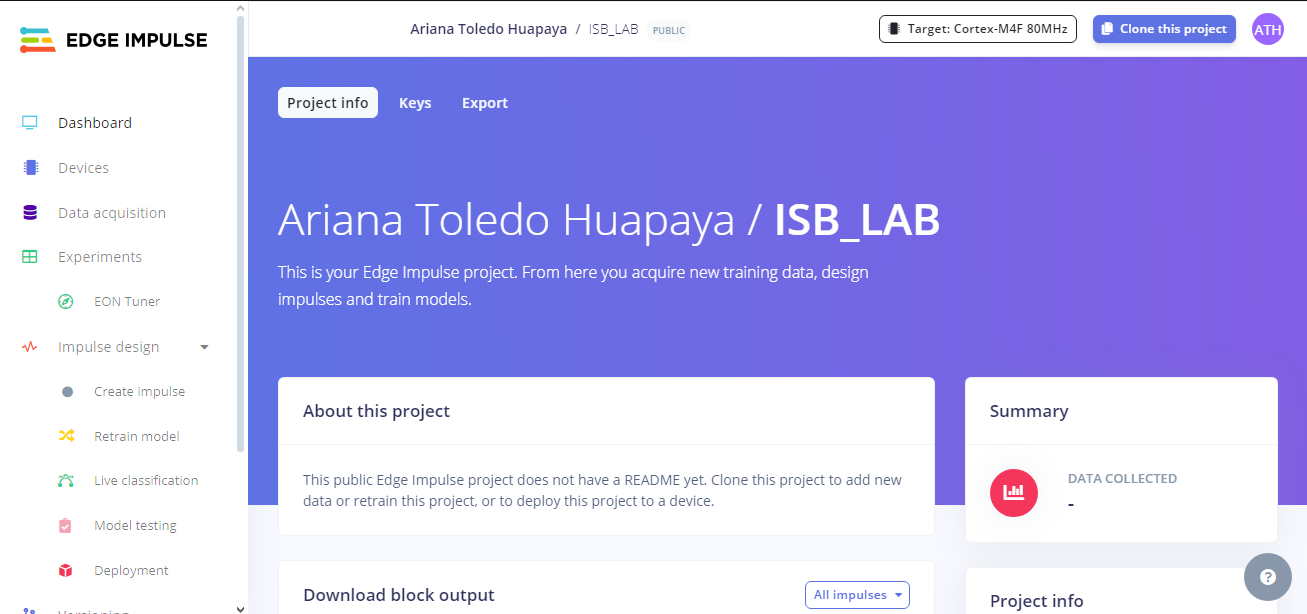 EDGE IMPULSE
Dashboard
Devices
Data acquisition
Experiments
EON Tuner
Impulse design
Create impulse
Retrain model
Live classification
Model testing
Deployment
Versioning
Ariana Toledo Huapaya / ISB_LAB PUBLIC
Target: Cortex-M4F 80MHz
Clone this project
ATH
Project info
Keys
Export
Ariana Toledo Huapaya / ISB_LAB
This is your Edge Impulse project. From here you acquire new training data, design
impulses and train models.
About this project
This public Edge Impulse project does not have a README yet. Clone this project to add new
data or retrain this project, or to deploy this project to a device.
Download block output
All impulses
Summary
DATA COLLECTED
-
Project info
?